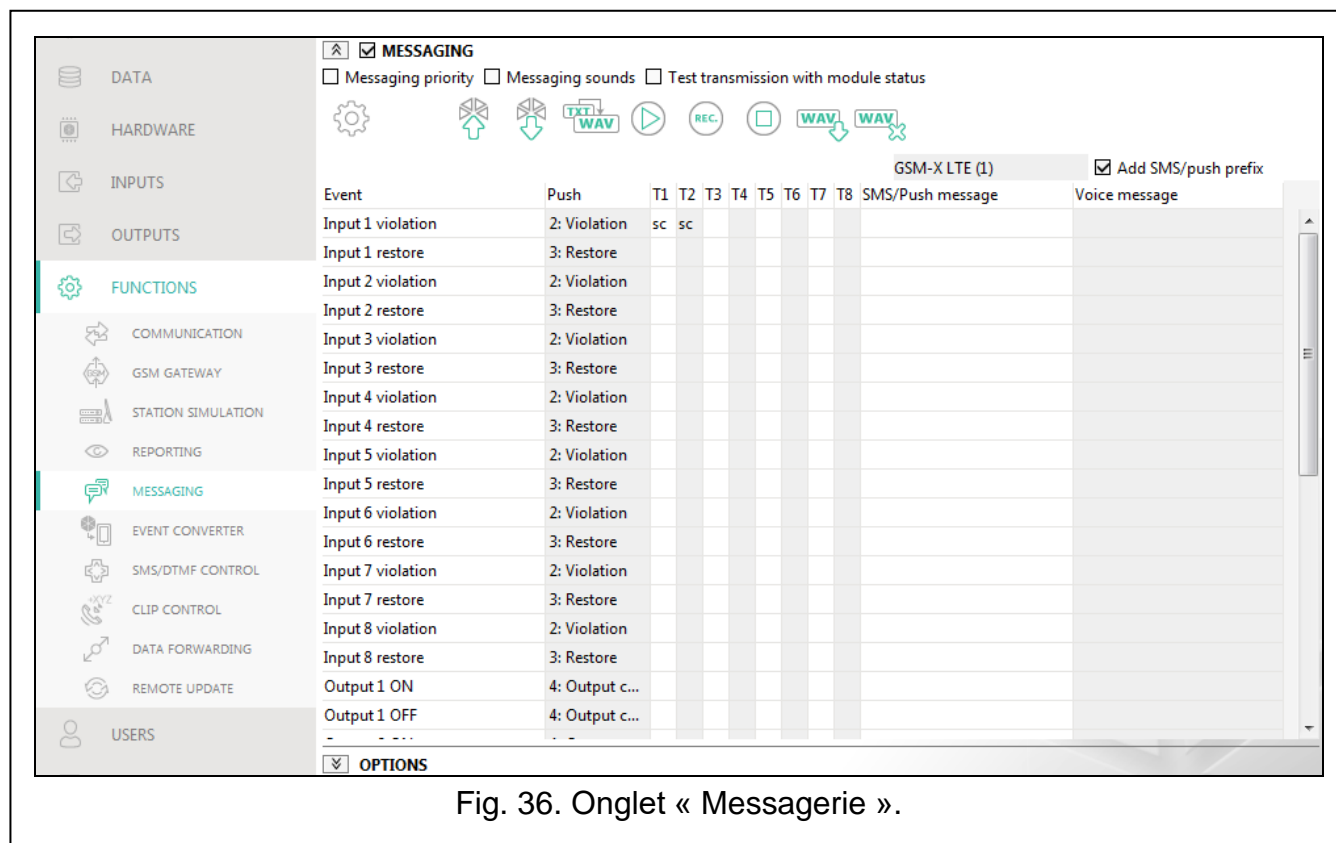 MESSAGING
Messaging priority Messaging sounds Test transmission with module status
TXT WAV REC. WAV WAV
GSM-X LTE (1) Add SMS/push prefix
Event Push T1 T2 T3 T4 T5 T6 T7 T8 SMS/Push message Voice message
Input 1 violation 2: Violation sc sc
Input 1 restore 3: Restore
Input 2 violation 2: Violation
Input 2 restore 3: Restore
Input 3 violation 2: Violation
Input 3 restore 3: Restore
Input 4 violation 2: Violation
Input 4 restore 3: Restore
Input 5 violation 2: Violation
Input 5 restore 3: Restore
Input 6 violation 2: Violation
Input 6 restore 3: Restore
Input 7 violation 2: Violation
Input 7 restore 3: Restore
Input 8 violation 2: Violation
Input 8 restore 3: Restore
Output 1 ON 4: Output c...
Output 1 OFF 4: Output c...
OPTIONS
DATA
HARDWARE
INPUTS
OUTPUTS
FUNCTIONS
COMMUNICATION
GSM GATEWAY
STATION SIMULATION
REPORTING
MESSAGING
EVENT CONVERTER
SMS/DTMF CONTROL
+XYZ CLIP CONTROL
DATA FORWARDING
REMOTE UPDATE
USERS
Fig. 36. Onglet « Messagerie ».